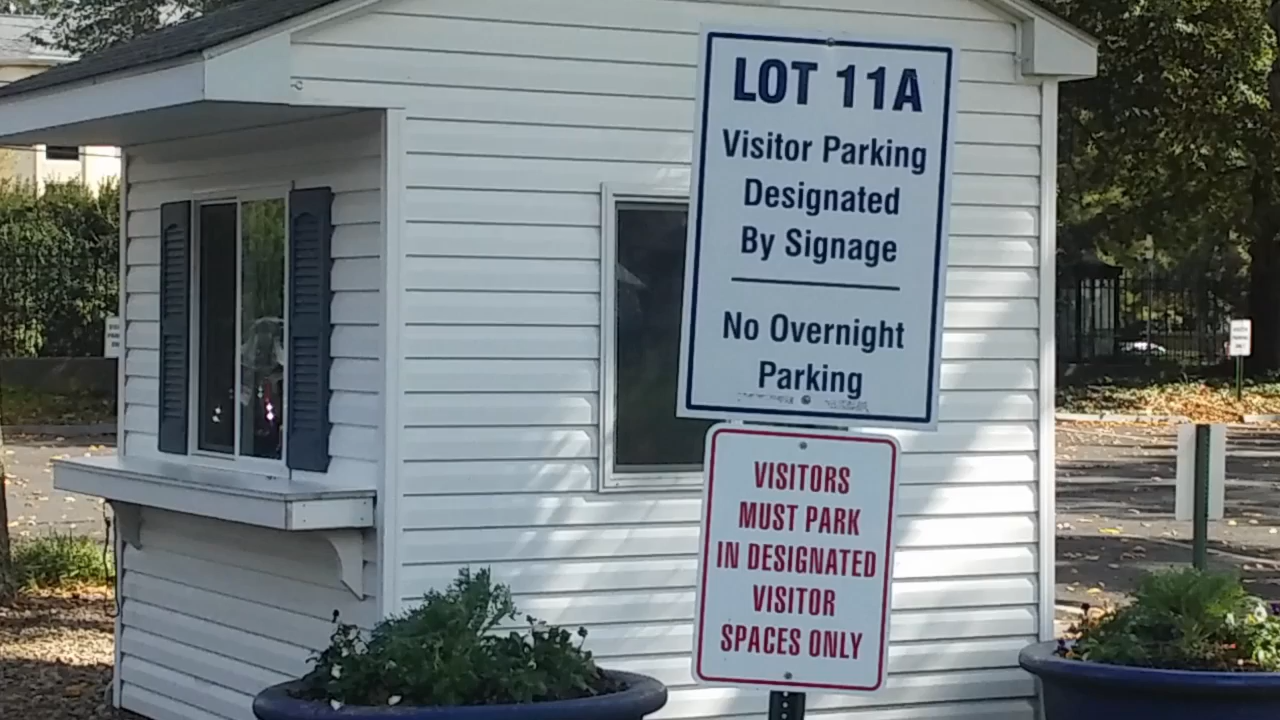 LOT 11A
Visitor Parking
Designated
By Signage
No Overnight
Parking
VISITORS
MUST PARK
IN DESIGNATED
VISITOR
SPACES ONLY